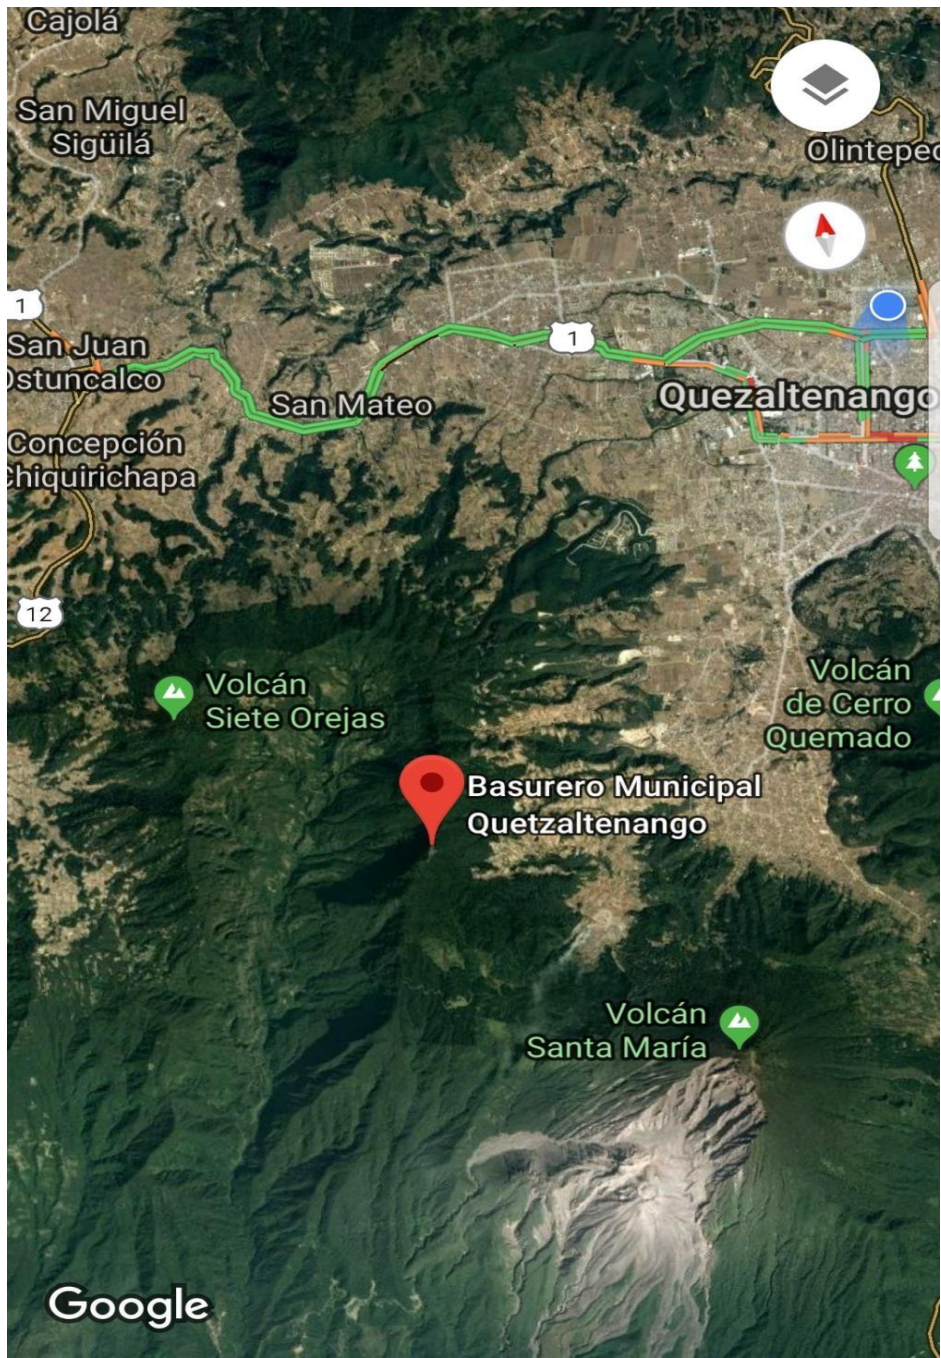 Cajolá
San Miguel
Sigüilá
Olintepec
1
San Juan
Ostuncalco
1
San Mateo
Quezaltenango
Concepción
Chiquirichapa
12
Volcán
Siete Orejas
Volcán
de Cerro
Quemado
Basurero Municipal
Quetzaltenango
Volcán
Santa María
Google